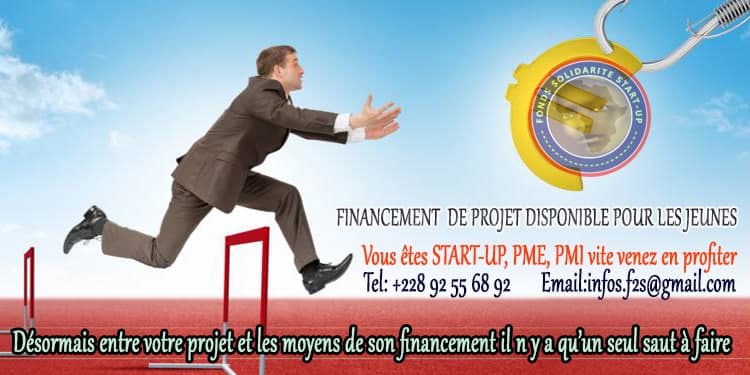 FONDS SOLIDARITE START-UP
FINANCEMENT DE PROJET DISPONIBLE POUR LES JEUNES
Vous êtes START-UP, PME, PMI vite venez en profiter
Tel: +228 92 55 68 92 Email:infos.f2s@gmail.com
Désormais entre votre projet et les moyens de son financement il n y a qu'un seul saut à faire